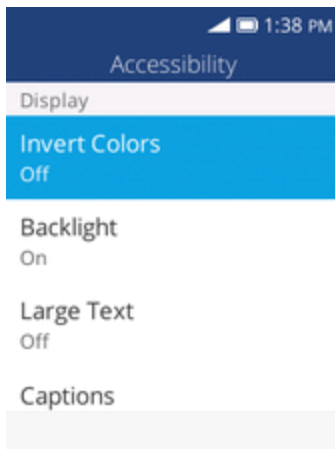 1:38 PM
Accessibility
Display
Invert Colors
Off
Backlight
On
Large Text
Off
Captions